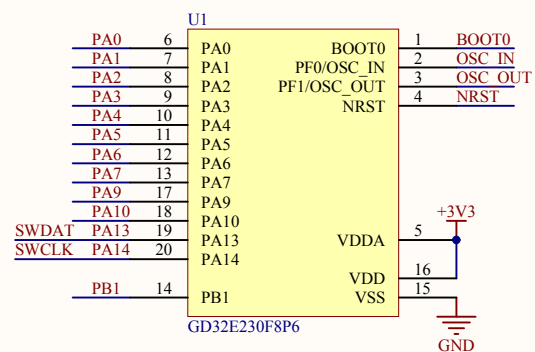 U1
PA0 6 PA0 BOOT0 1 BOOT0
PA1 7 PA1 PF0/OSC_IN 2 OSC_IN
PA2 8 PA2 PF1/OSC_OUT 3 OSC_OUT
PA3 9 PA3 NRST 4 NRST
PA4 10 PA4
PA5 11 PA5
PA6 12 PA6
PA7 13 PA7
PA9 17 PA9
PA10 18 PA10 +3V3
SWDAT PA13 19 PA13 VDDA 5
SWCLK PA14 20 PA14
VDD 16
PB1 14 PB1 VSS 15
GD32E230F8P6
GND